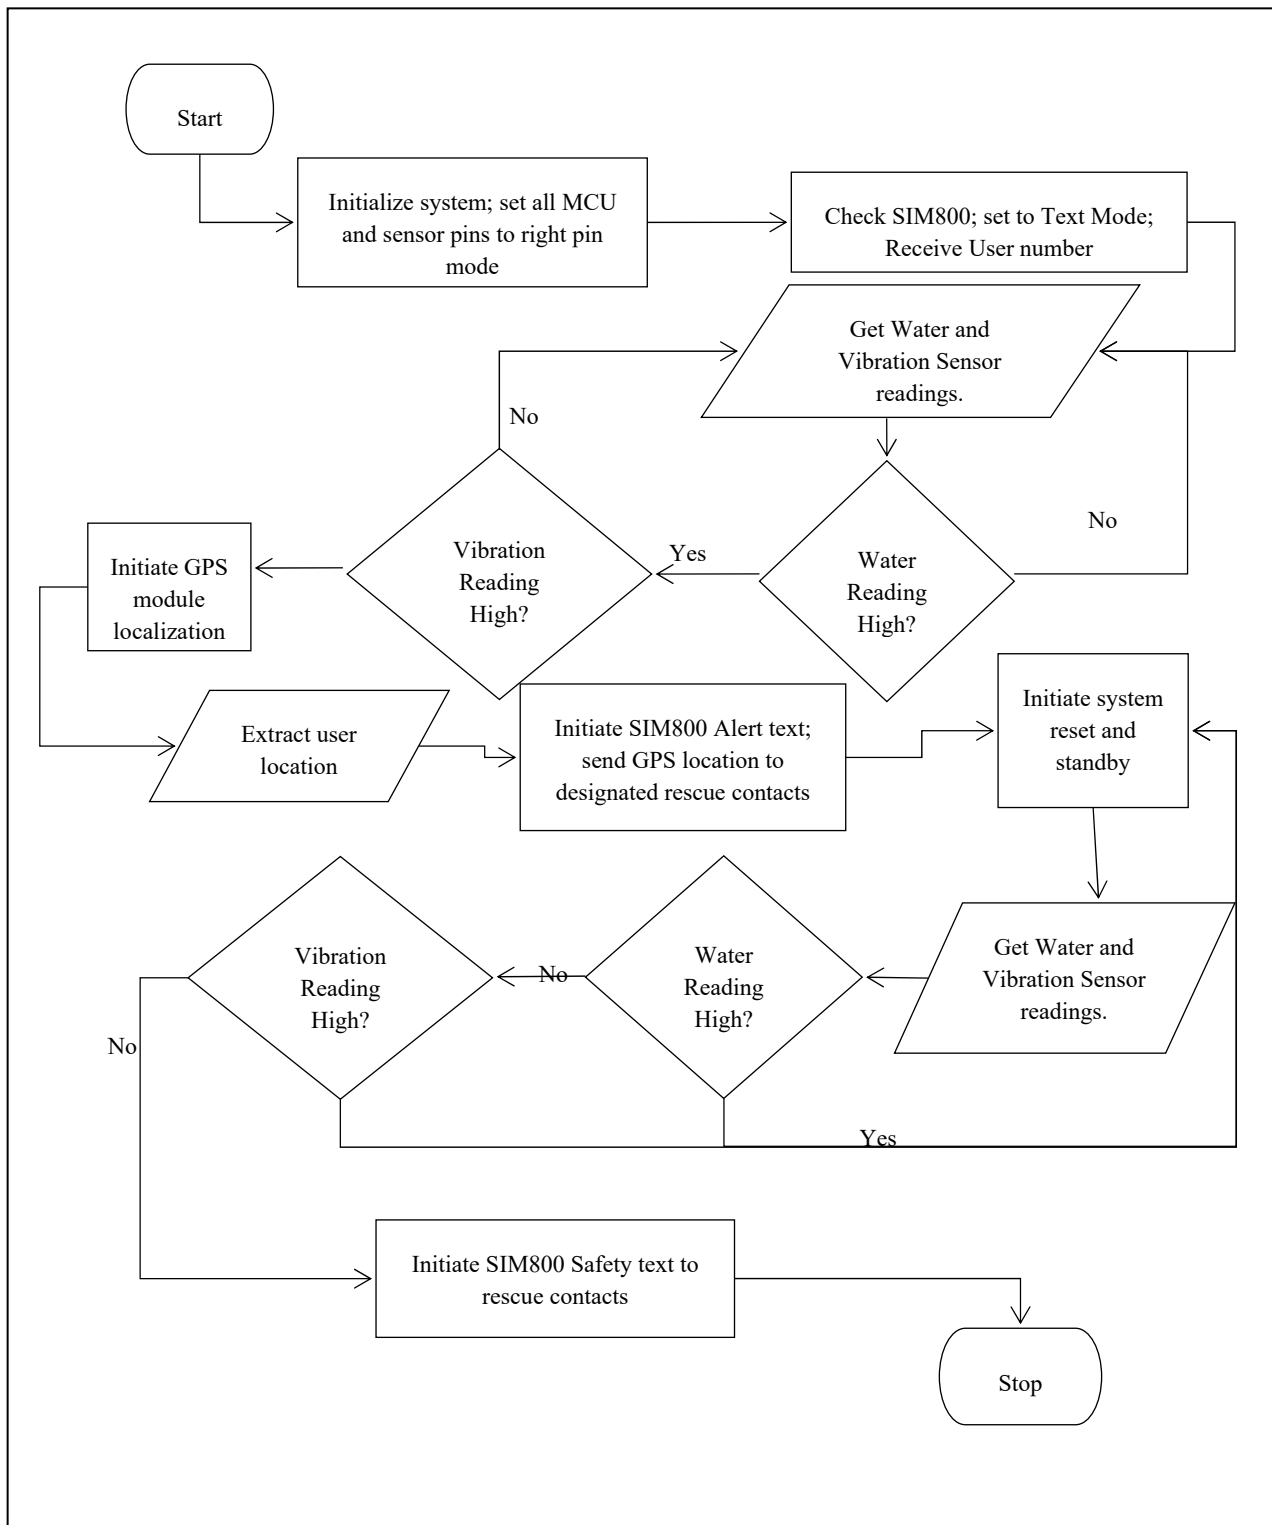 Start
Initialize system; set all MCU
and sensor pins to right pin
mode
Check SIM800; set to Text Mode;
Receive User number
Get Water and
Vibration Sensor
readings.
No
No
Yes
Vibration
Reading
High?
Water
Reading
High?
Initiate GPS
module
localization
Extract user
location
Initiate SIM800 Alert text;
send GPS location to
designated rescue contacts
Initiate system
reset and
standby
Get Water and
Vibration Sensor
readings.
Water
Reading
High?
No
Vibration
Reading
High?
No
Yes
Initiate SIM800 Safety text to
rescue contacts
Stop